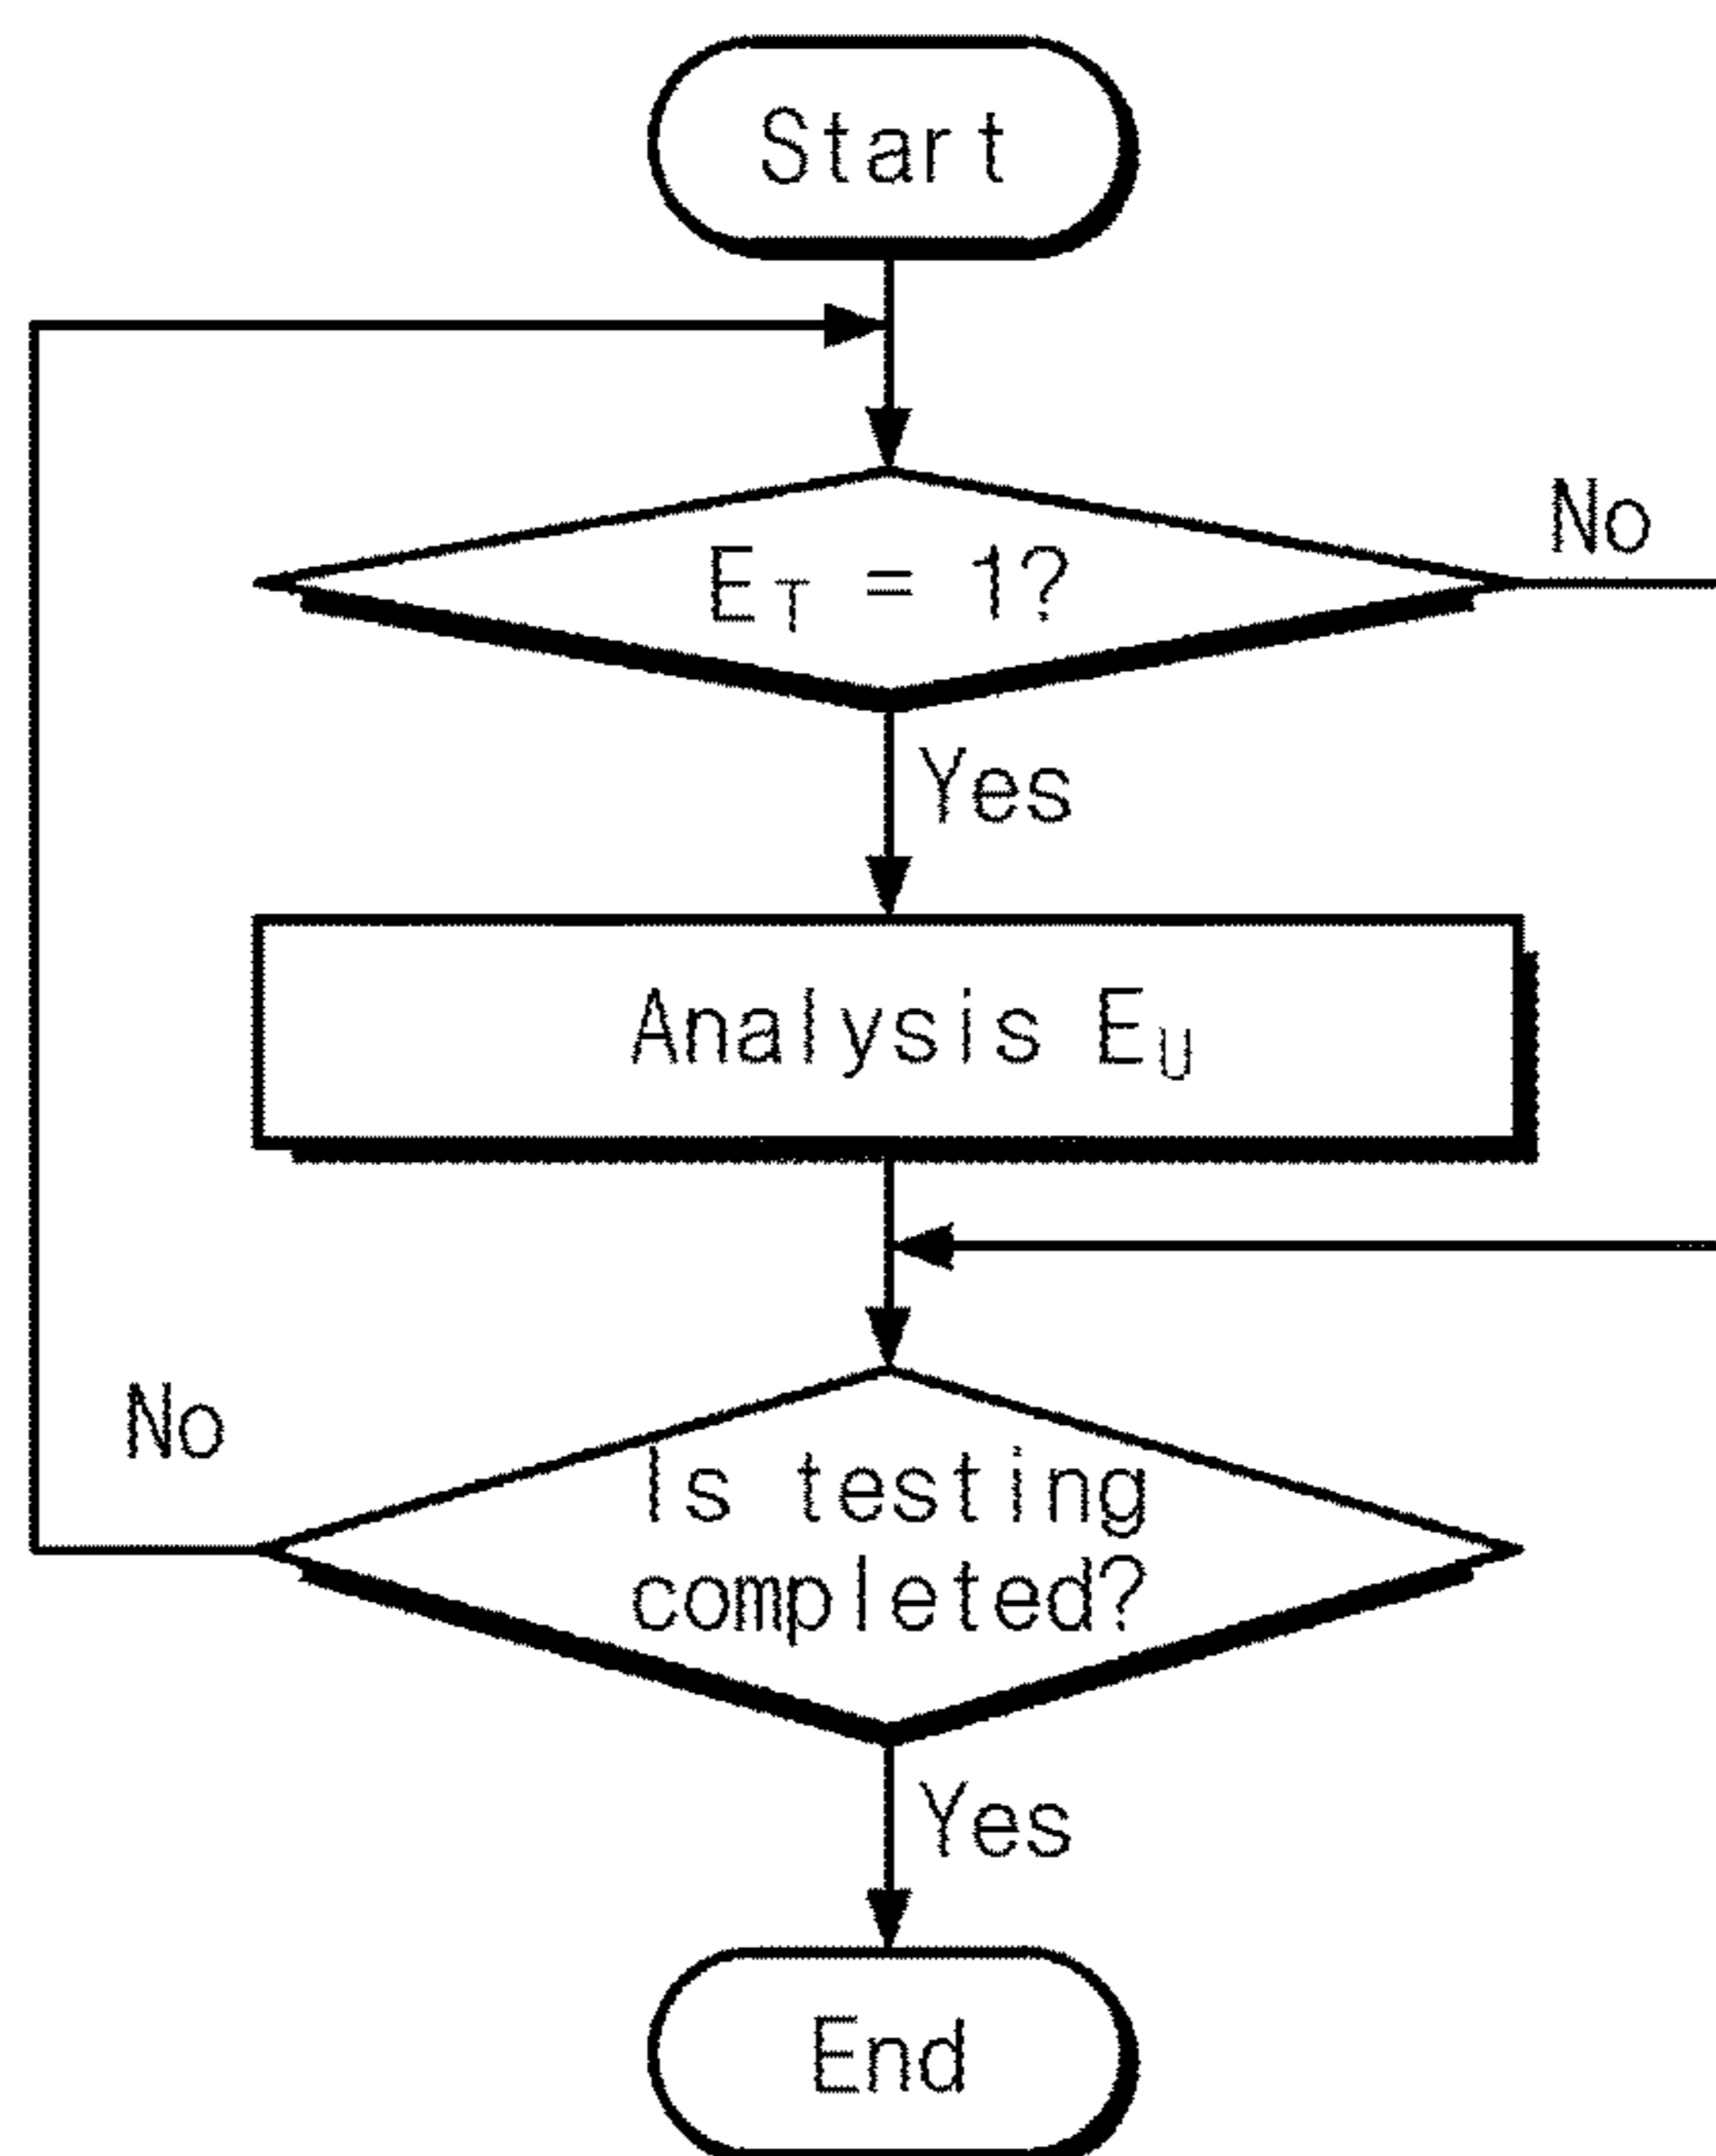 Start
E_T = 1?
No
Yes
Analysis E_U
No
Is testing
completed?
Yes
End